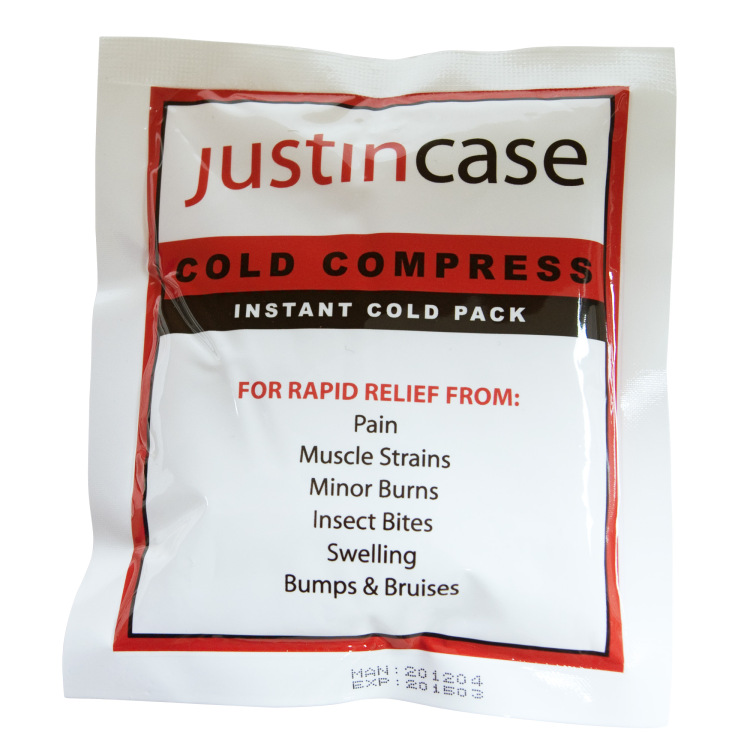 justincase
COLD COMPRESS
INSTANT COLD PACK
FOR RAPID RELIEF FROM:
Pain
Muscle Strains
Minor Burns
Insect Bites
Swelling
Bumps & Bruises
MAN:201204
EXP:201503